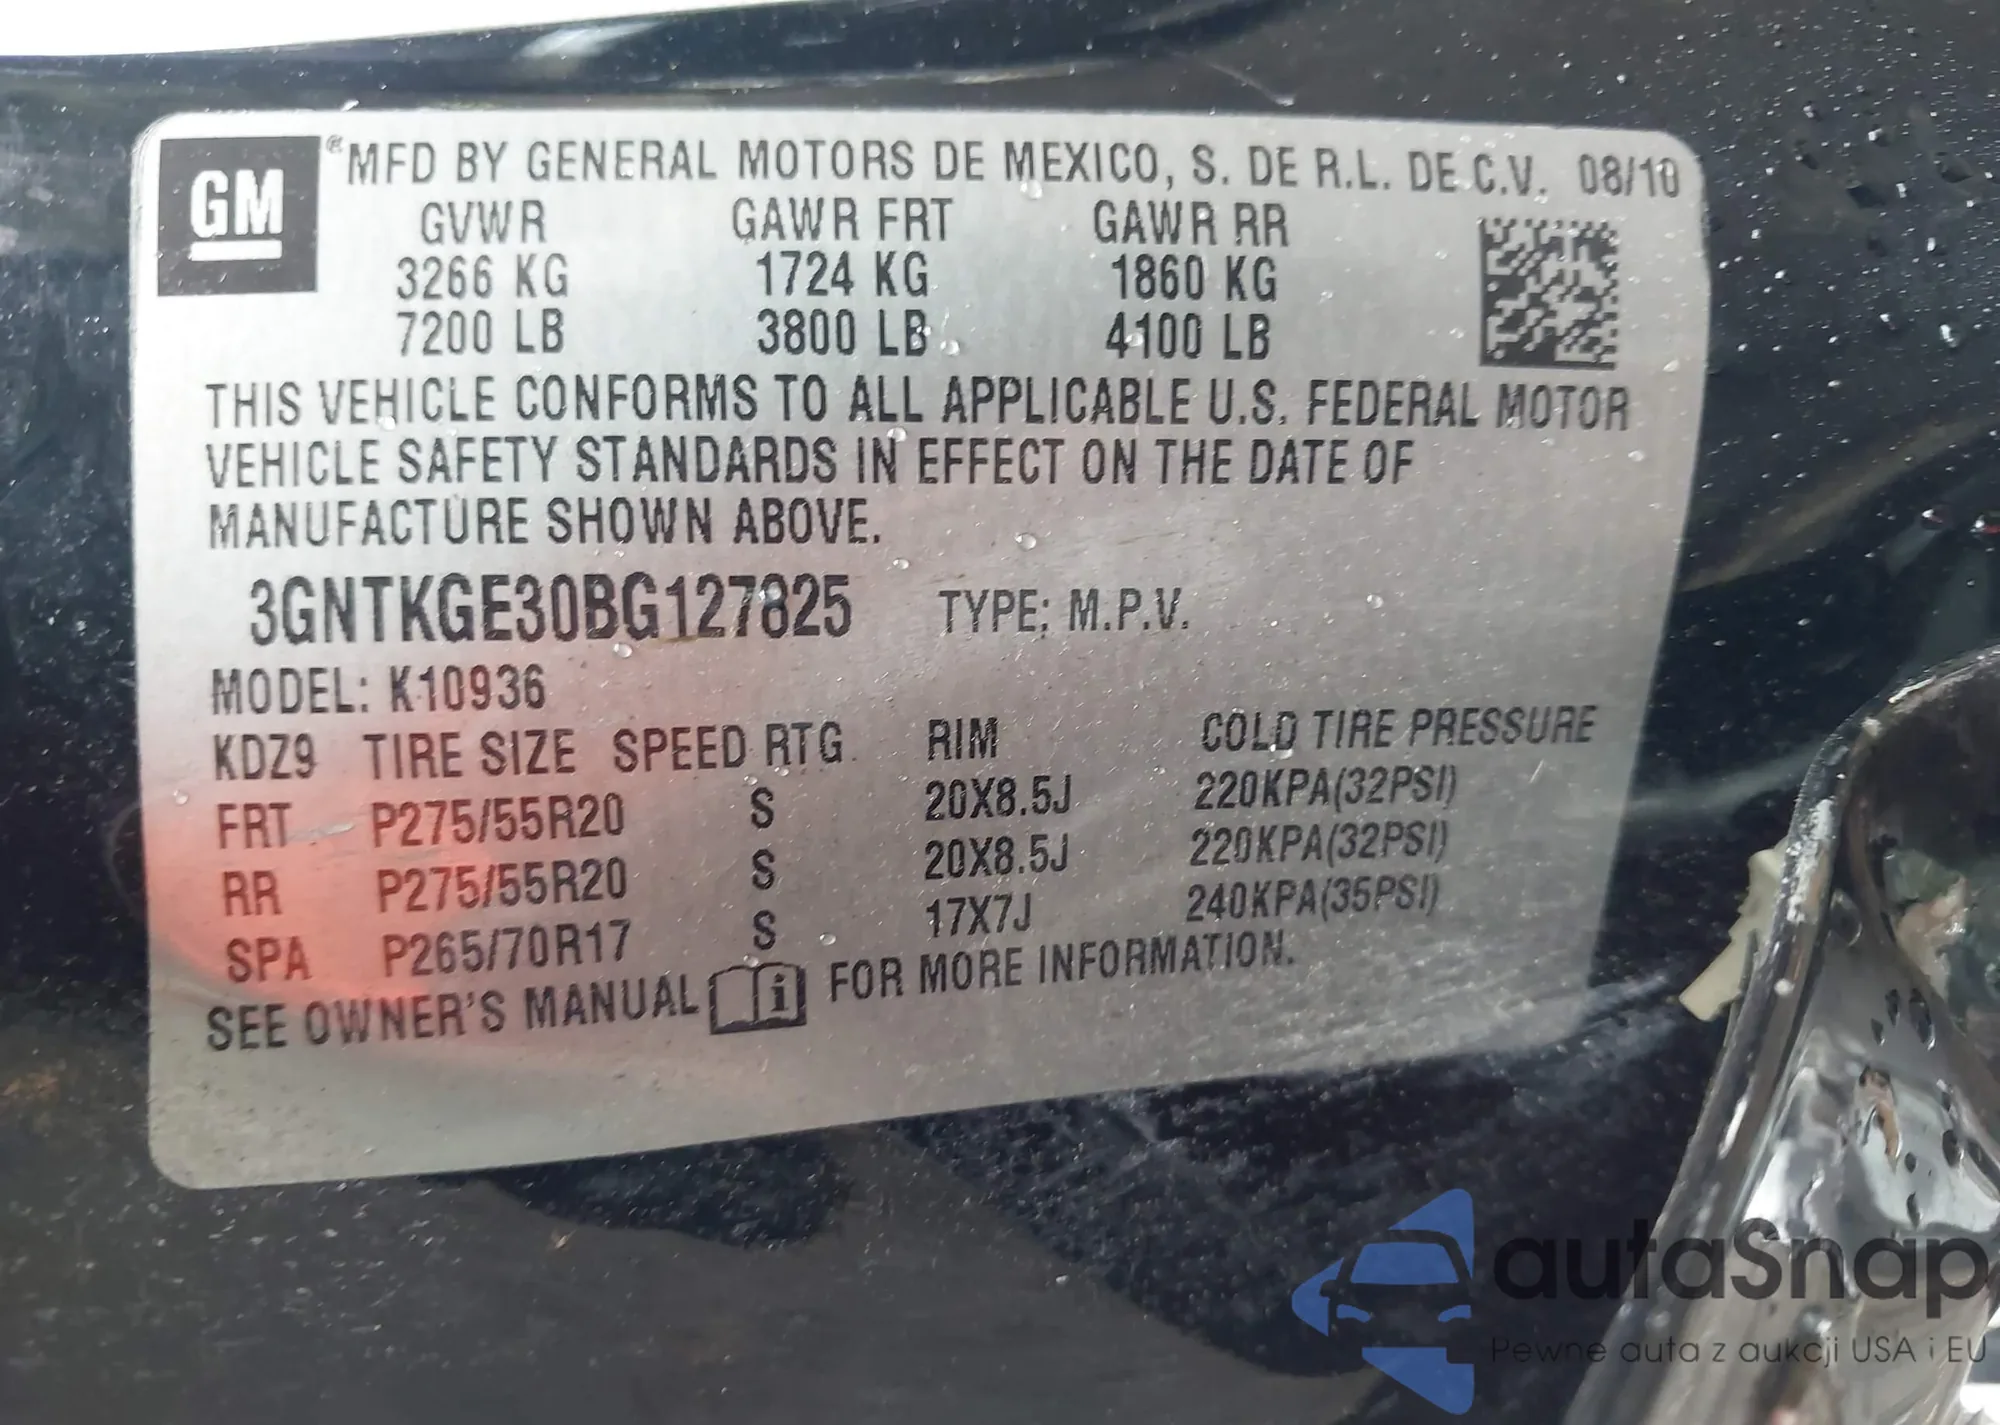 GM
®MFD BY GENERAL MOTORS DE MEXICO, S. DE R.L. DE C.V. 08/10
GVWR GAWR FRT GAWR RR
3266 KG 1724 KG 1860 KG
7200 LB 3800 LB 4100 LB
THIS VEHICLE CONFORMS TO ALL APPLICABLE U.S. FEDERAL MOTOR
VEHICLE SAFETY STANDARDS IN EFFECT ON THE DATE OF
MANUFACTURE SHOWN ABOVE.
3GNTKGE30BG127825 TYPE: M.P.V.
MODEL: K10936
KDZ9 TIRE SIZE SPEED RTG RIM COLD TIRE PRESSURE
FRT P275/55R20 S 20X8.5J 220KPA(32PSI)
RR P275/55R20 S 20X8.5J 220KPA(32PSI)
SPA P265/70R17 S 17X7J 240KPA(35PSI)
SEE OWNER'S MANUAL i FOR MORE INFORMATION.
autaSnap
Pewne auta z aukcji USA i EU